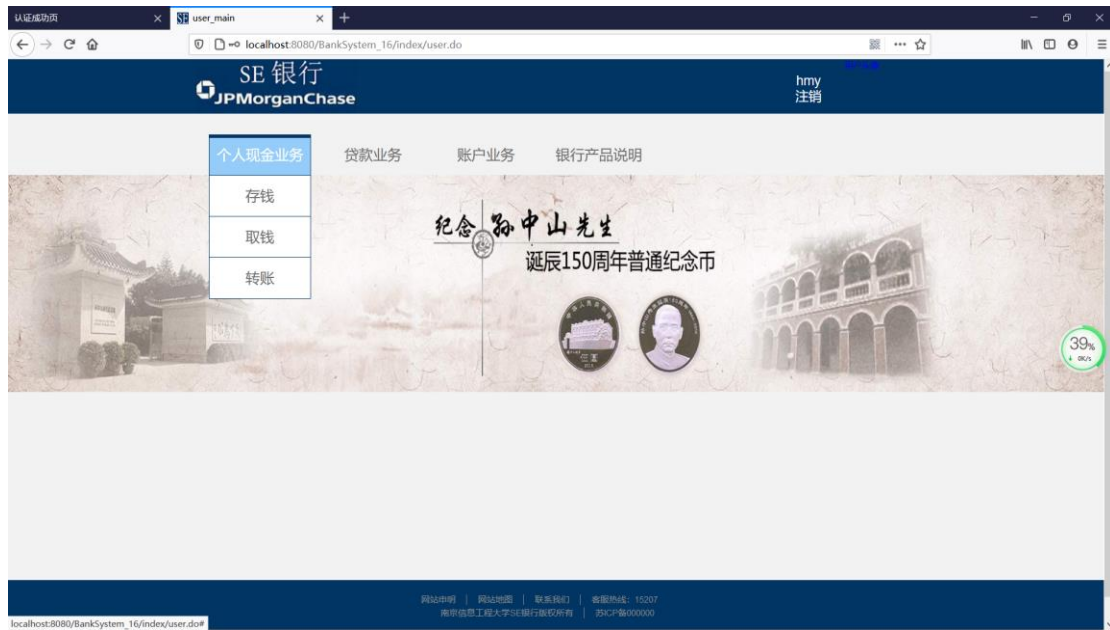 认证成功页
user_main
localhost:8080/BankSystem_16/index/user.do
SE 银行
JPMorganChase
hmy
注销
个人现金业务 贷款业务 账户业务 银行产品说明
存钱
取钱
转账
纪念孙中山先生
诞辰150周年普通纪念币
39%
0K/s
网站申明 | 网站地图 | 联系我们 | 客服热线：15207
南京信息工程大学SE银行版权所有 | 苏ICP备000000
localhost:8080/BankSystem_16/index/user.do#